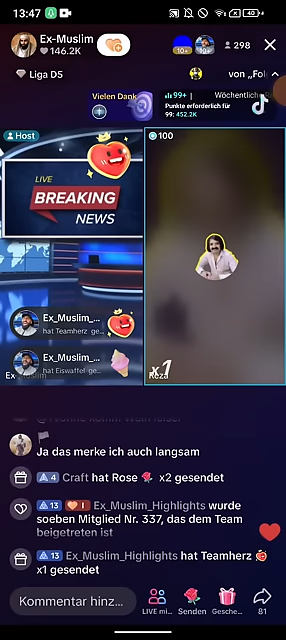 13:47
40
Ex-Muslim
146.2K
10+
10+
298
Liga D5
Vielen Dank
99+
Wöchentlich
Punkte erforderlich für
99: 452.2K
Host
100
LIVE
BREAKING
NEWS
Ex_Muslim_...
hat Teamherz ge...
Ex_Muslim_...
hat Eiswaffel ge...
x1
Ja das merke ich auch langsam
4 Craft hat Rose x2 gesendet
13 I Ex_Muslim_Highlights wurde
soeben Mitglied Nr. 337, das dem Team
beigetreten ist
13 Ex_Muslim_Highlights hat Teamherz
x1 gesendet
Kommentar hinz...
LIVE mi...
Senden
Gesche...
81